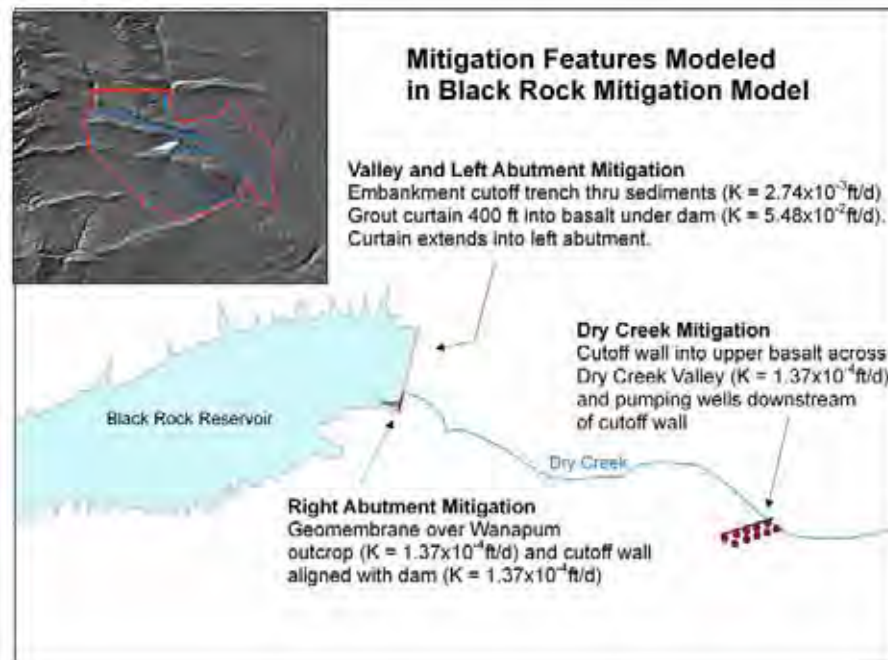 Mitigation Features Modeled
in Black Rock Mitigation Model
Valley and Left Abutment Mitigation
Embankment cutoff trench thru sediments (K = 2.74x10⁻³ft/d)
Grout curtain 400 ft into basalt under dam (K = 5.48x10⁻²ft/d).
Curtain extends into left abutment.
Dry Creek Mitigation
Cutoff wall into upper basalt across
Dry Creek Valley (K = 1.37x10⁻⁴ft/d)
and pumping wells downstream
of cutoff wall
Black Rock Reservoir
Dry Creek
Right Abutment Mitigation
Geomembrane over Wanapum
outcrop (K = 1.37x10⁻⁴ft/d) and cutoff wall
aligned with dam (K = 1.37x10⁻⁴ft/d)